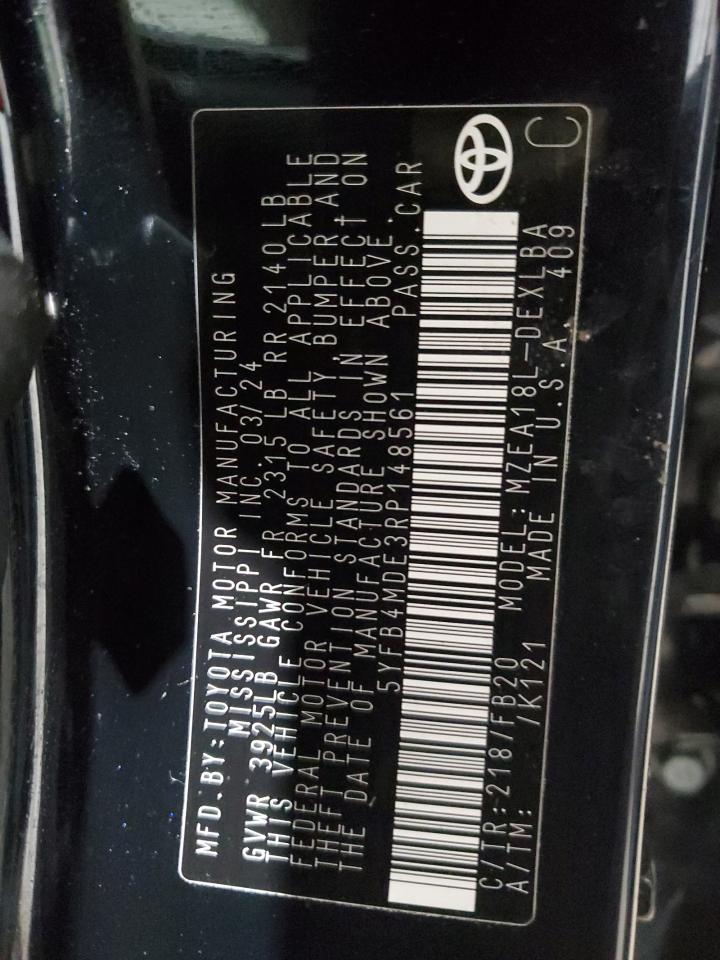 MFD.BY:TOYOTA MOTOR MANUFACTURING
MISSISSIPPI INC. 03/24
GVWR 3925LB GAWR FR 2315 LB RR 2140 LB
THIS VEHICLE CONFORMS TO ALL APPLICABLE
FEDERAL MOTOR VEHICLE SAFETY, BUMPER AND
THEFT PREVENTION STANDARDS IN EFFECT ON
THE DATE OF MANUFACTURE SHOWN ABOVE.
5YFB4MDE3RP148561 PASS.CAR
C/TR:218/FB20 MODEL:MZEA18L-DEXLBA
A/TM: /K121 MADE IN U.S.A 409
C